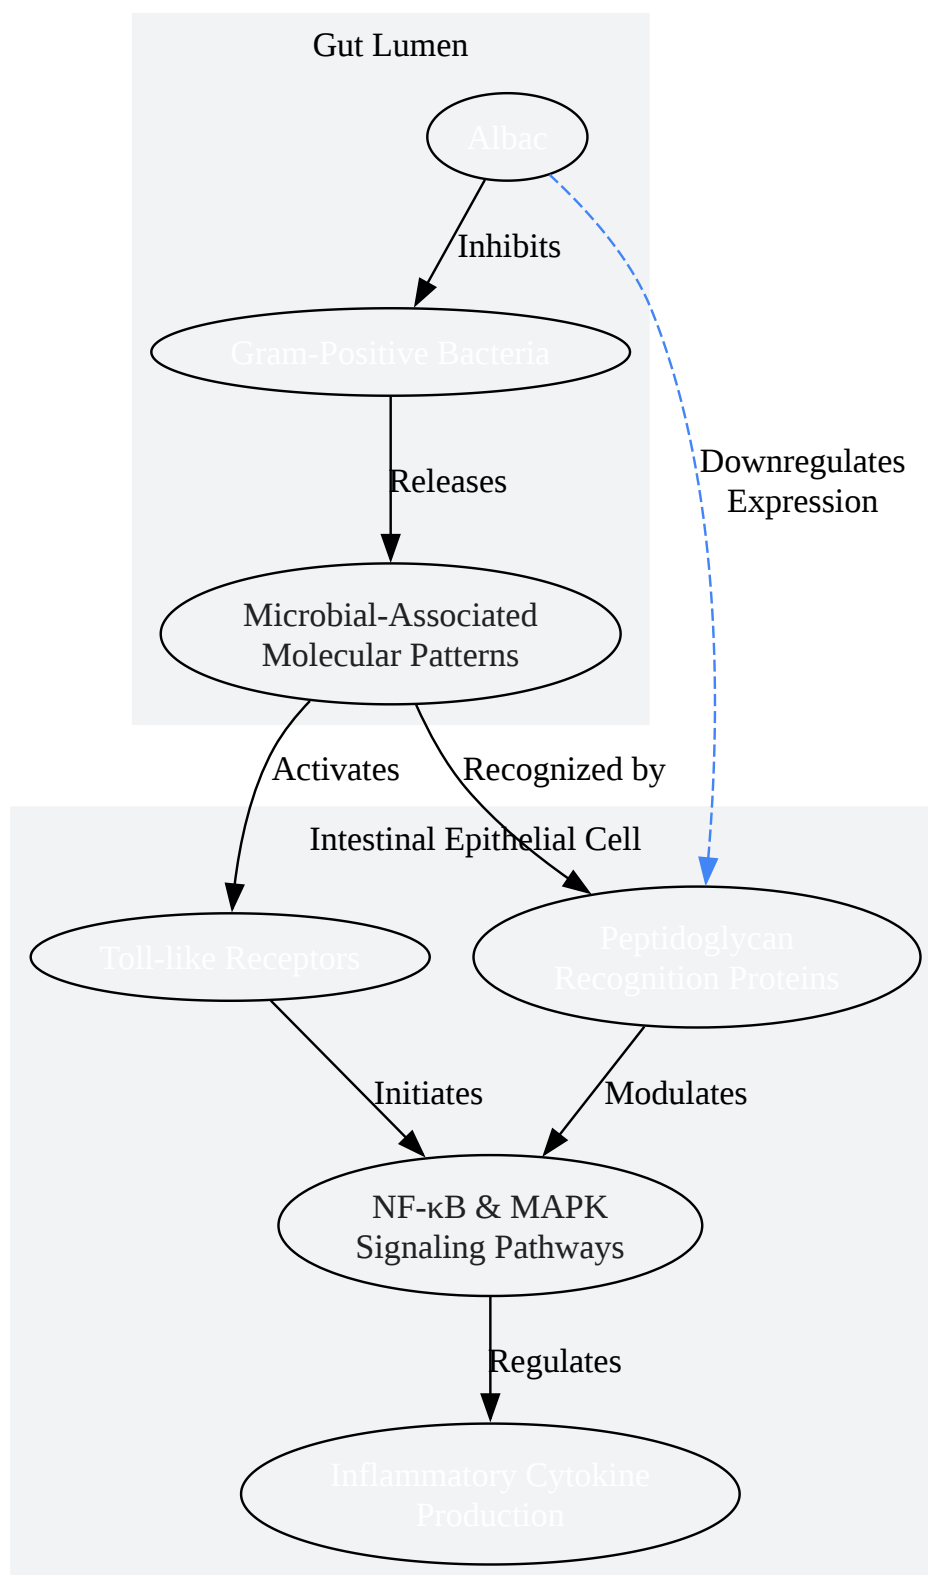 Gut Lumen
Albac
Inhibits
Gram-Positive Bacteria
Downregulates
Expression
Releases
Microbial-Associated
Molecular Patterns
Activates
Recognized by
Intestinal Epithelial Cell
Toll-like Receptors
Peptidoglycan
Recognition Proteins
Initiates
Modulates
NF-κB & MAPK
Signaling Pathways
Regulates
Inflammatory Cytokine
Production